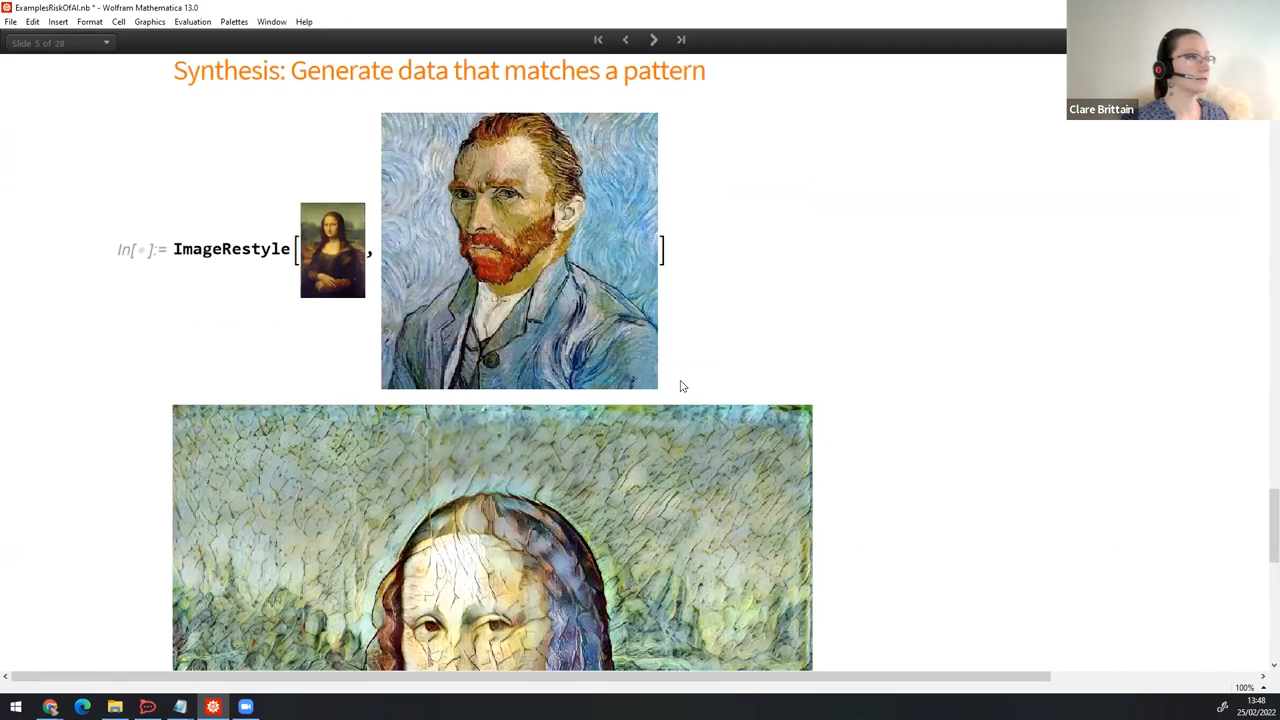 ExamplesRiskOfAI.nb * - Wolfram Mathematica 13.0
File Edit Insert Format Cell Graphics Evaluation Palettes Window Help
Slide 5 of 28
Clare Brittain
Synthesis: Generate data that matches a pattern
In[ ]:= ImageRestyle[ , ]
100%
13:48
25/02/2022